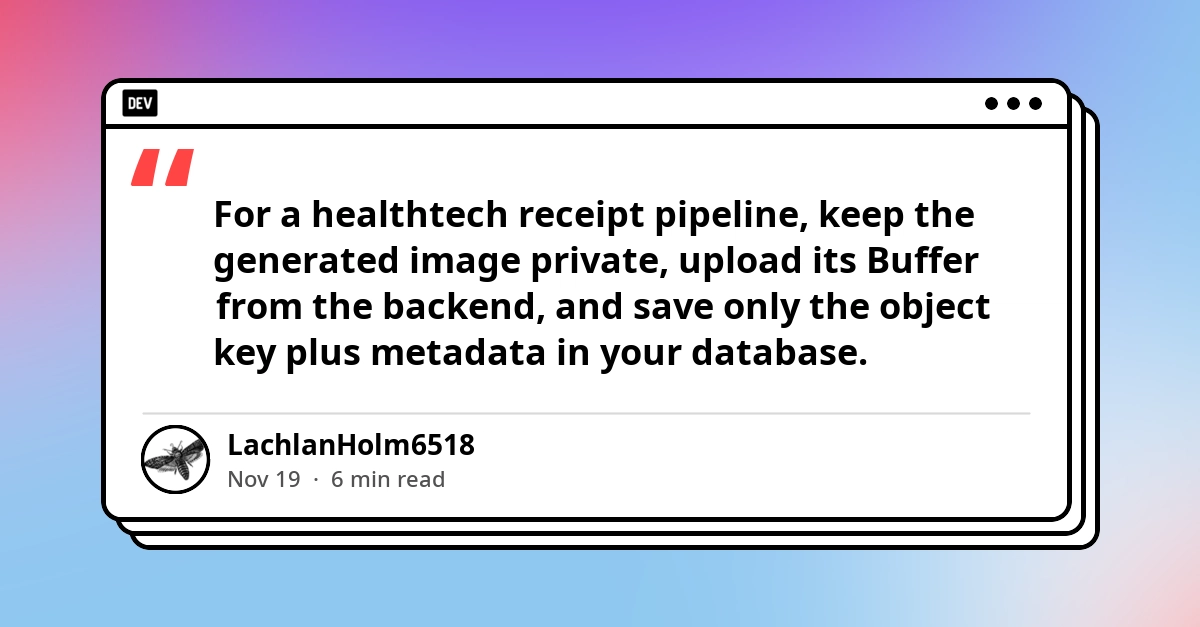 DEV
“
For a healthtech receipt pipeline, keep the
generated image private, upload its Buffer
from the backend, and save only the object
key plus metadata in your database.
LachlanHolm6518
Nov 19 · 6 min read